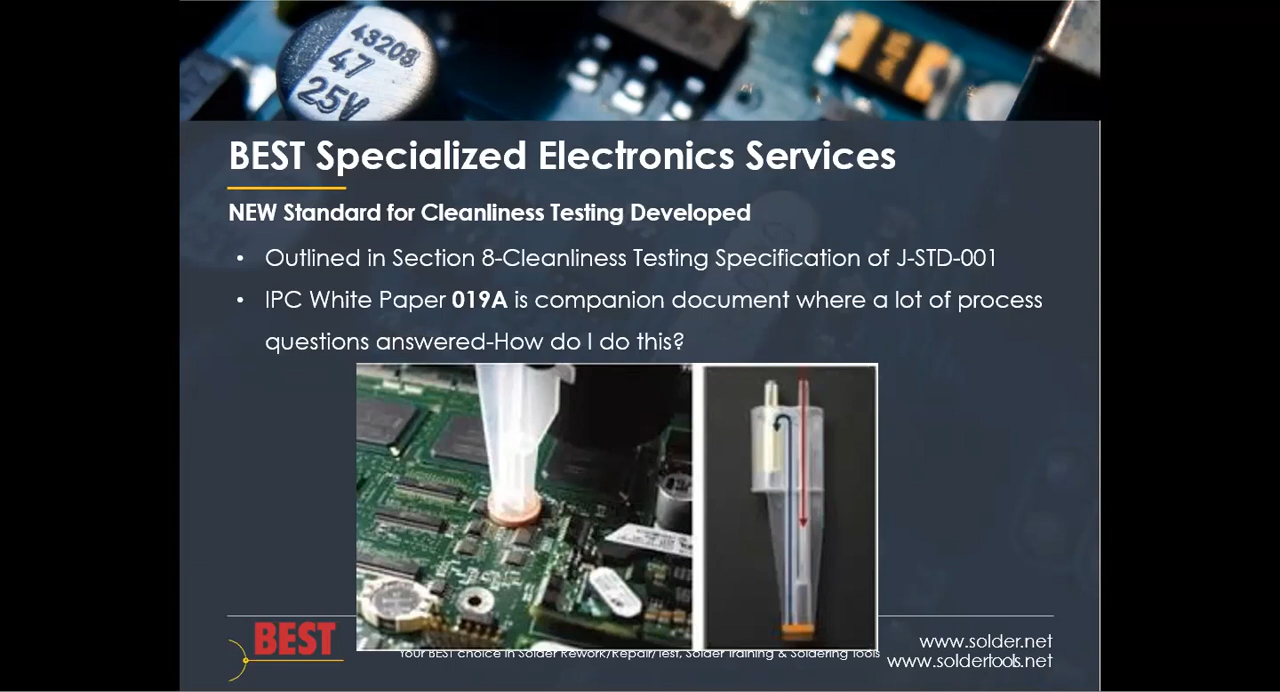 43203
47
25V
BEST Specialized Electronics Services
NEW Standard for Cleanliness Testing Developed
• Outlined in Section 8-Cleanliness Testing Specification of J-STD-001
• IPC White Paper 019A is companion document where a lot of process
questions answered-How do I do this?
BEST
Your BEST choice in Solder Rework/Repair/Test, Solder Training & Soldering Tools
www.solder.net
www.soldertools.net